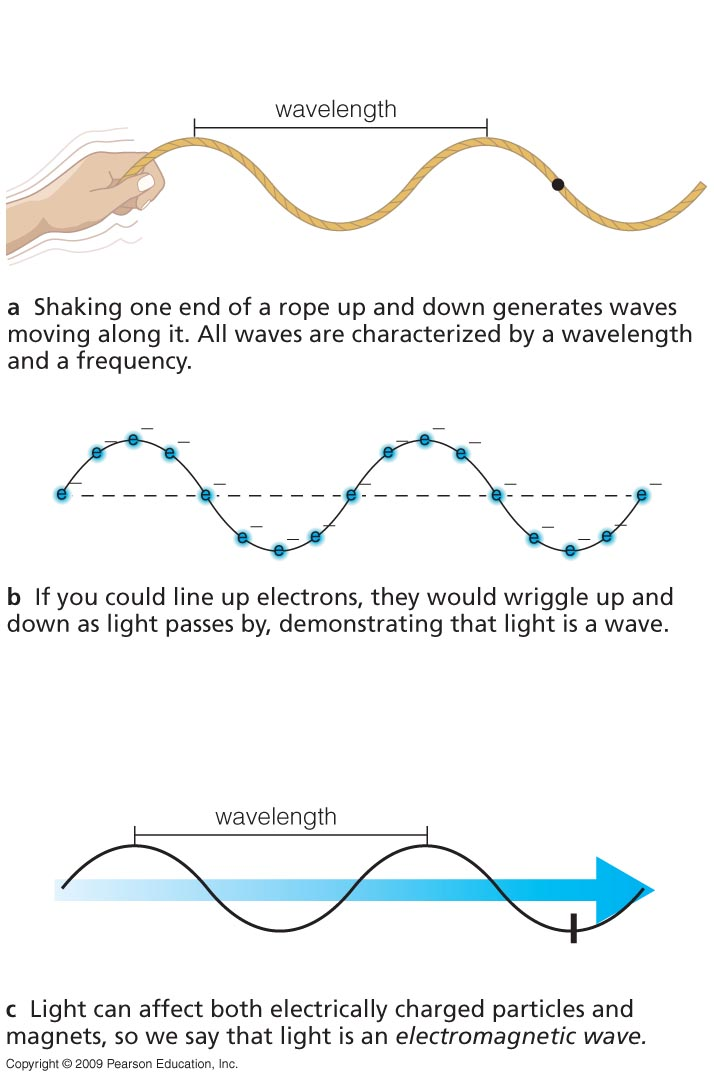 wavelength
a Shaking one end of a rope up and down generates waves
moving along it. All waves are characterized by a wavelength
and a frequency.
e⁻ e⁻ e⁻ e⁻ e⁻ e⁻ e⁻ e⁻ e⁻ e⁻ e⁻ e⁻ e⁻ e⁻ e⁻ e⁻ e⁻
b If you could line up electrons, they would wriggle up and
down as light passes by, demonstrating that light is a wave.
wavelength
c Light can affect both electrically charged particles and
magnets, so we say that light is an electromagnetic wave.
Copyright © 2009 Pearson Education, Inc.